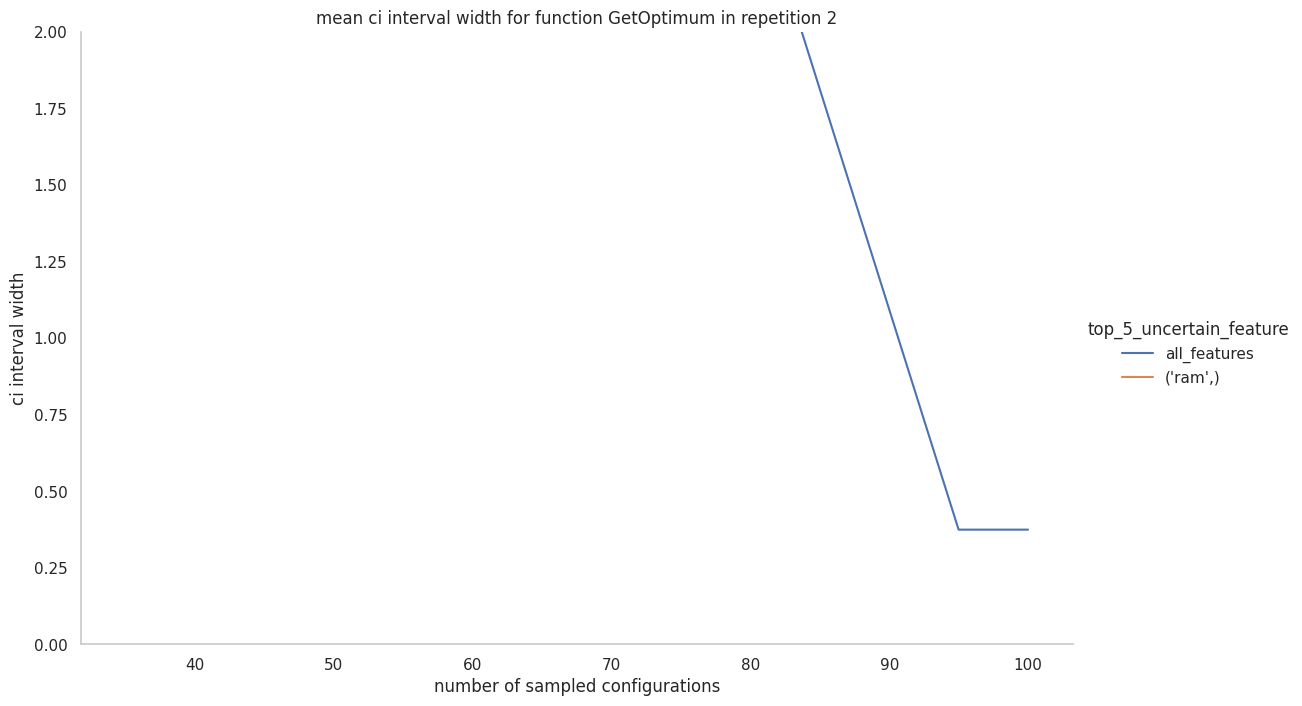 mean ci interval width for function GetOptimum in repetition 2
2.00
1.75
1.50
1.25
1.00
0.75
0.50
0.25
0.00
ci interval width
40 50 60 70 80 90 100
number of sampled configurations
top_5_uncertain_feature
all_features
('ram',)